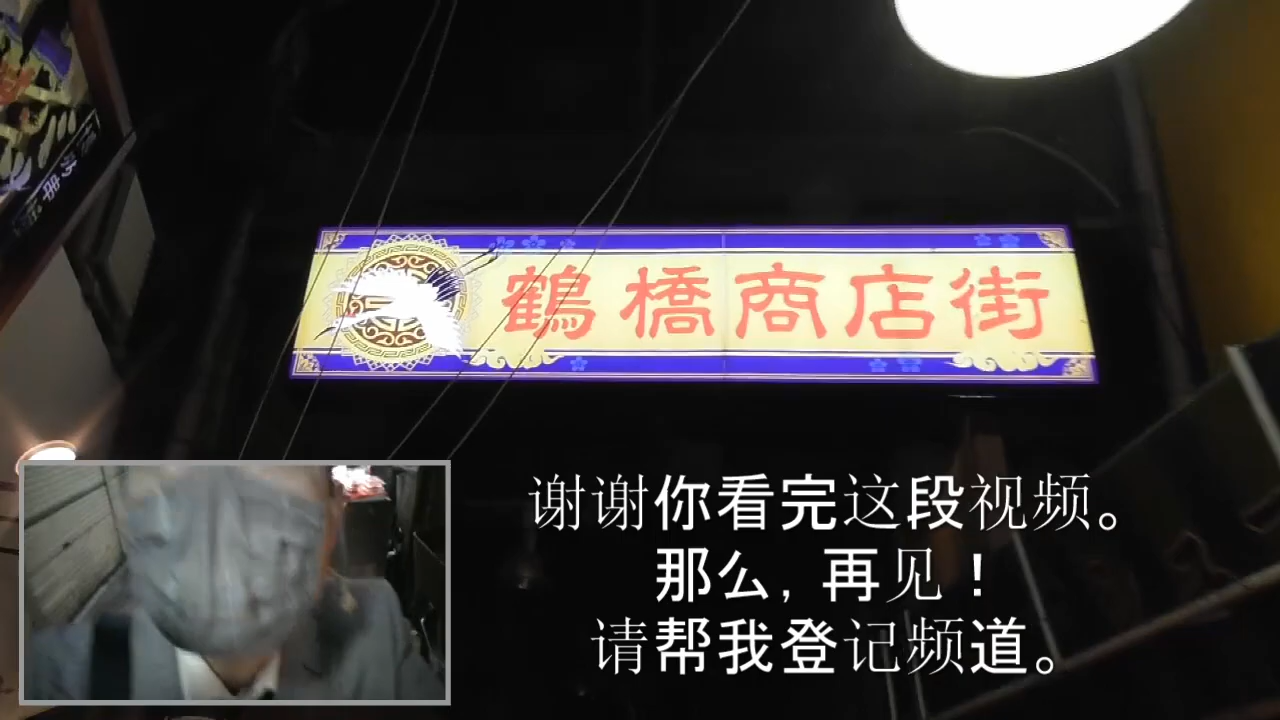 鶴橋商店街
谢谢你看完这段视频。
那么，再见！
请帮我登记频道。